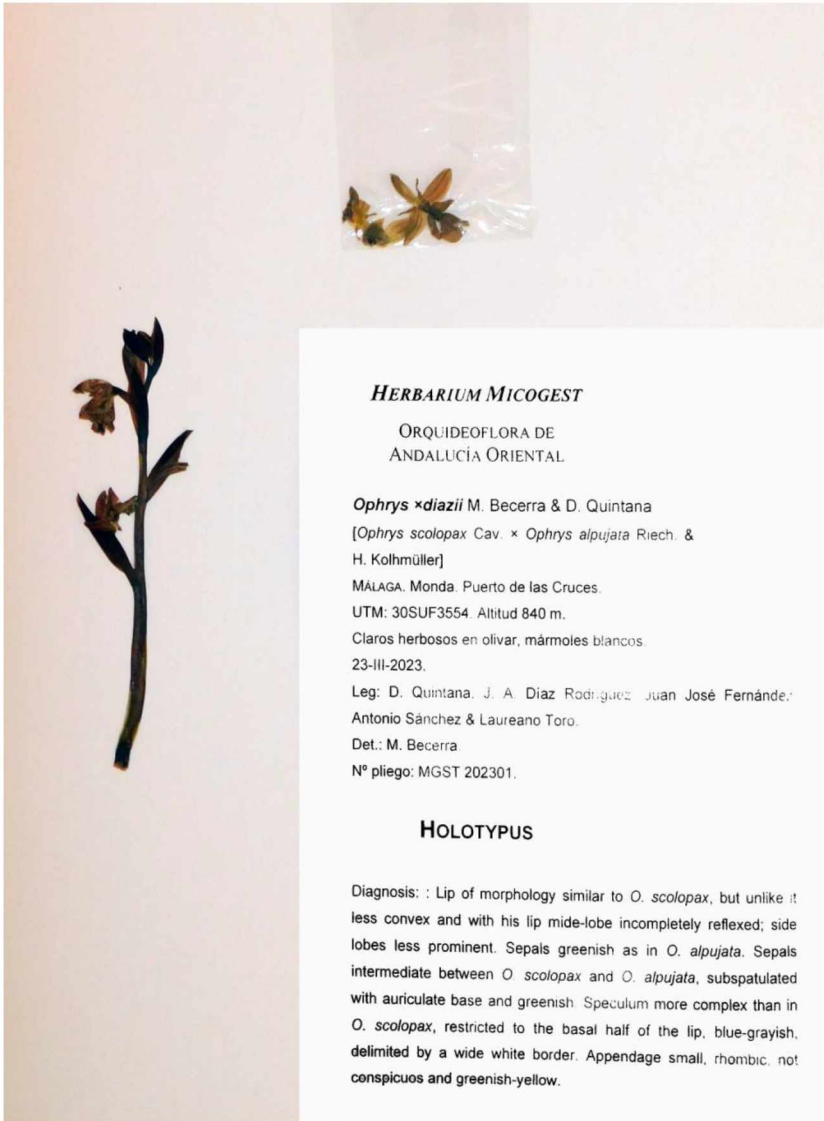 HERBARIUM MICOGEST
ORQUIDEOFLORA DE
ANDALUCÍA ORIENTAL
Ophrys ×diazii M. Becerra & D. Quintana
[Ophrys scolopax Cav. × Ophrys alpujata Riech. &
H. Kolhmüller]
MÁLAGA. Monda. Puerto de las Cruces.
UTM: 30SUF3554. Altitud 840 m.
Claros herbosos en olivar, mármoles blancos.
23-III-2023.
Leg: D. Quintana, J. A. Díaz Rodríguez, Juan José Fernández,
Antonio Sánchez & Laureano Toro.
Det.: M. Becerra.
Nº pliego: MGST 202301.
HOLOTYPUS
Diagnosis: : Lip of morphology similar to O. scolopax, but unlike it
less convex and with his lip mide-lobe incompletely reflexed; side
lobes less prominent. Sepals greenish as in O. alpujata. Sepals
intermediate between O. scolopax and O. alpujata, subspatulated
with auriculate base and greenish. Speculum more complex than in
O. scolopax, restricted to the basal half of the lip, blue-grayish,
delimited by a wide white border. Appendage small, rhombic, not
conspicuos and greenish-yellow.